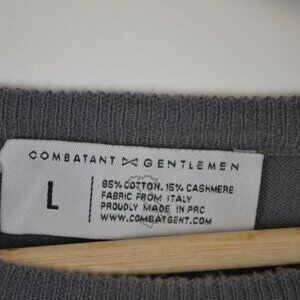 COMBATANT GENTLEMEN
L
85% COTTON, 15% CASHMERE
FABRIC FROM ITALY
PROUDLY MADE IN PRC
WWW.COMBATGENT.COM